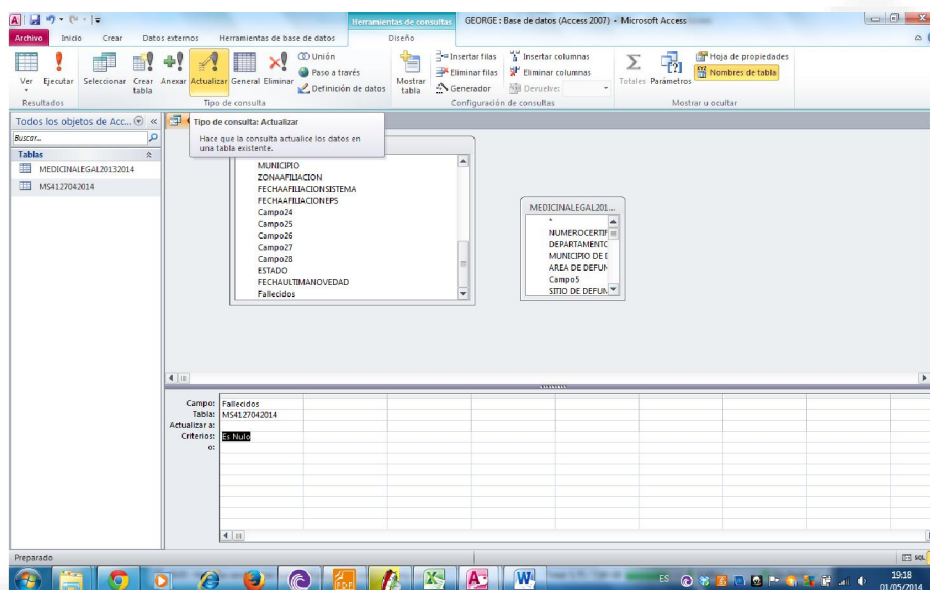 Herramientas de consultas
GEORGE : Base de datos (Access 2007) - Microsoft Access
Archivo Inicio Crear Datos externos Herramientas de base de datos Diseño
Ver
Ejecutar
Seleccionar
Crear tabla
Anexar
Actualizar
General
Eliminar
Unión
Paso a través
Definición de datos
Mostrar tabla
Insertar filas
Eliminar filas
Generador
Insertar columnas
Eliminar columnas
Devuelve:
Totales
Parámetros
Hoja de propiedades
Nombres de tabla
Resultados
Tipo de consulta
Configuración de consultas
Mostrar u ocultar
Todos los objetos de Acc...
Buscar...
Tablas
MEDICINALEGAL20132014
MS4127042014
Tipo de consulta: Actualizar
Hace que la consulta actualice los datos en
una tabla existente.
MUNICIPIO
ZONAAFILIACION
FECHAAFILIACIONSISTEMA
FECHAAFILIACIONEPS
Campo24
Campo25
Campo26
Campo27
Campo28
ESTADO
FECHAULTIMANOVEDAD
Fallecidos
MEDICINALEGAL201...
*
NUMEROCERTIF
DEPARTAMENTO
MUNICIPIO DE
AREA DE DEFUN
Campo5
SITIO DE DEFUN
Campo: Fallecidos
Tabla: MS4127042014
Actualizar a:
Criterios: Es Nulo
o:
Preparado
SQL
ES
19:18
01/05/2014